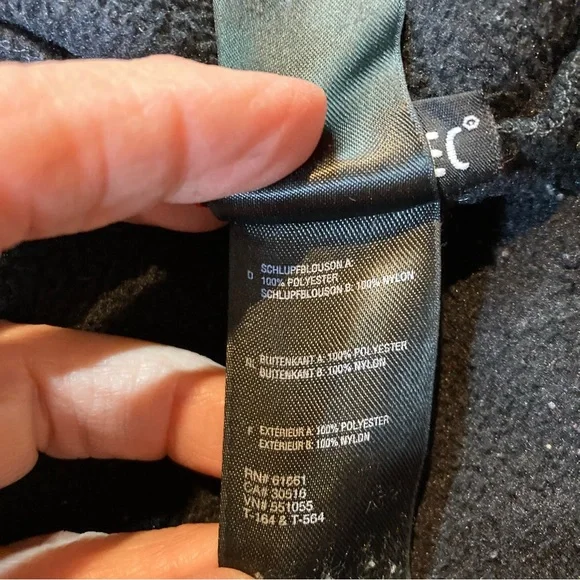 EC°
D SCHLUPFBLOUSON A:
100% POLYESTER
SCHLUPFBLOUSON B: 100% NYLON
NL BUITENKANT A: 100% POLYESTER
BUITENKANT B: 100% NYLON
F EXTÉRIEUR A: 100% POLYESTER
EXTÉRIEUR B: 100% NYLON
RN# 61661
CA# 30516
VN# 551055
T-164 & T-564